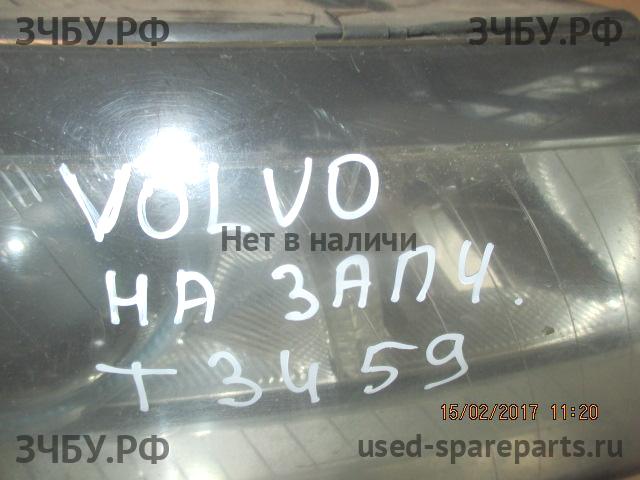 ЗЧБУ.РФ ЗЧБУ.РФ
VOLVO
Нет в наличи
НА ЗАПЧ.
Т3459
15/02/2017 11:20
ЗЧБУ.РФ used-spareparts.ru